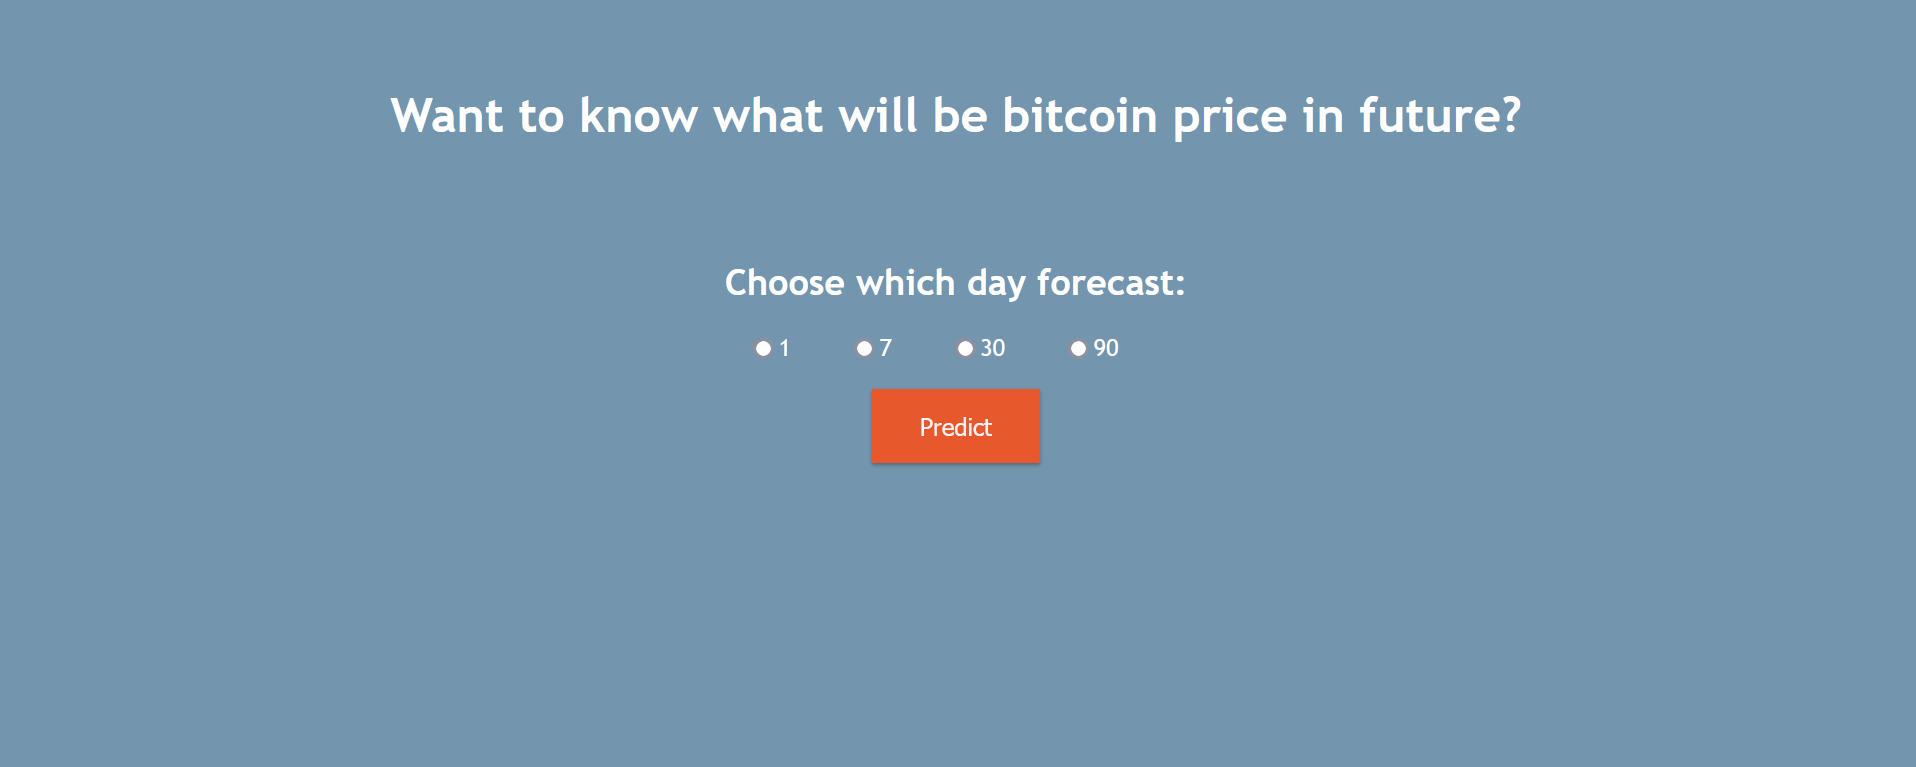 Want to know what will be bitcoin price in future?
Choose which day forecast:
1 7 30 90
Predict